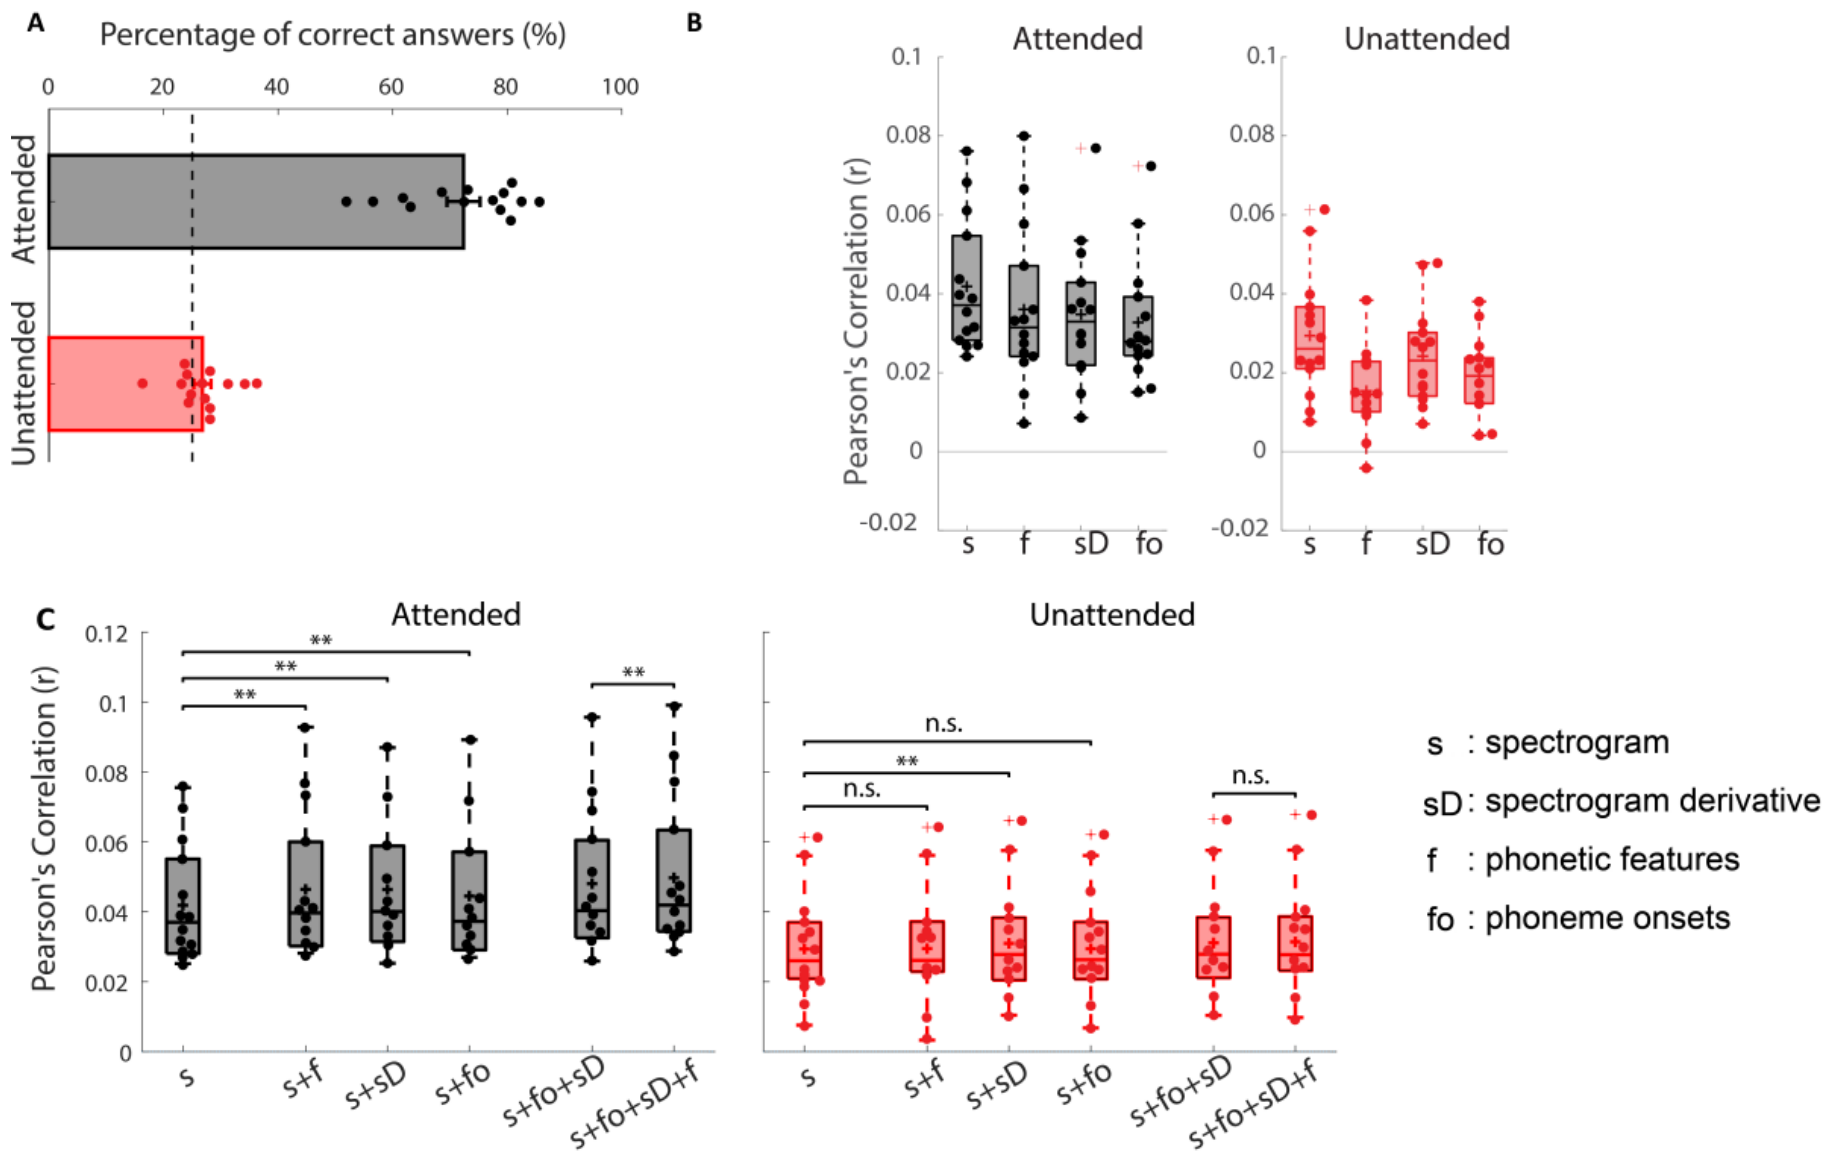 A
Percentage of correct answers (%)
0 20 40 60 80 100
Attended
Unattended
B
Attended
Unattended
Pearson's Correlation (r)
0.1
0.08
0.06
0.04
0.02
0
-0.02
s f sD fo
0.1
0.08
0.06
0.04
0.02
0
-0.02
s f sD fo
C
Attended
Pearson's Correlation (r)
0.12
0.1
0.08
0.06
0.04
0.02
0
**
**
**
**
s s+f s+sD s+fo s+fo+sD s+fo+sD+f
Unattended
n.s.
**
n.s.
n.s.
s s+f s+sD s+fo s+fo+sD s+fo+sD+f
s : spectrogram
sD : spectrogram derivative
f : phonetic features
fo : phoneme onsets